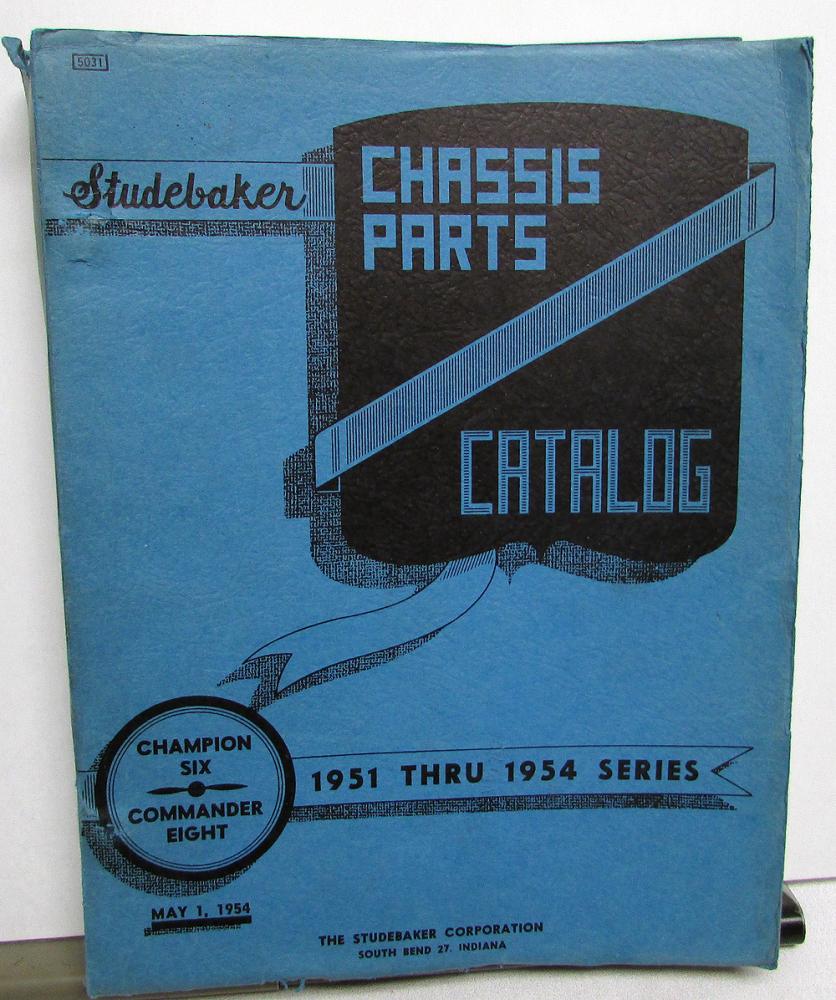 5031
Studebaker
CHASSIS
PARTS
CATALOG
CHAMPION
SIX
COMMANDER
EIGHT
1951 THRU 1954 SERIES
MAY 1, 1954
THE STUDEBAKER CORPORATION
SOUTH BEND 27, INDIANA